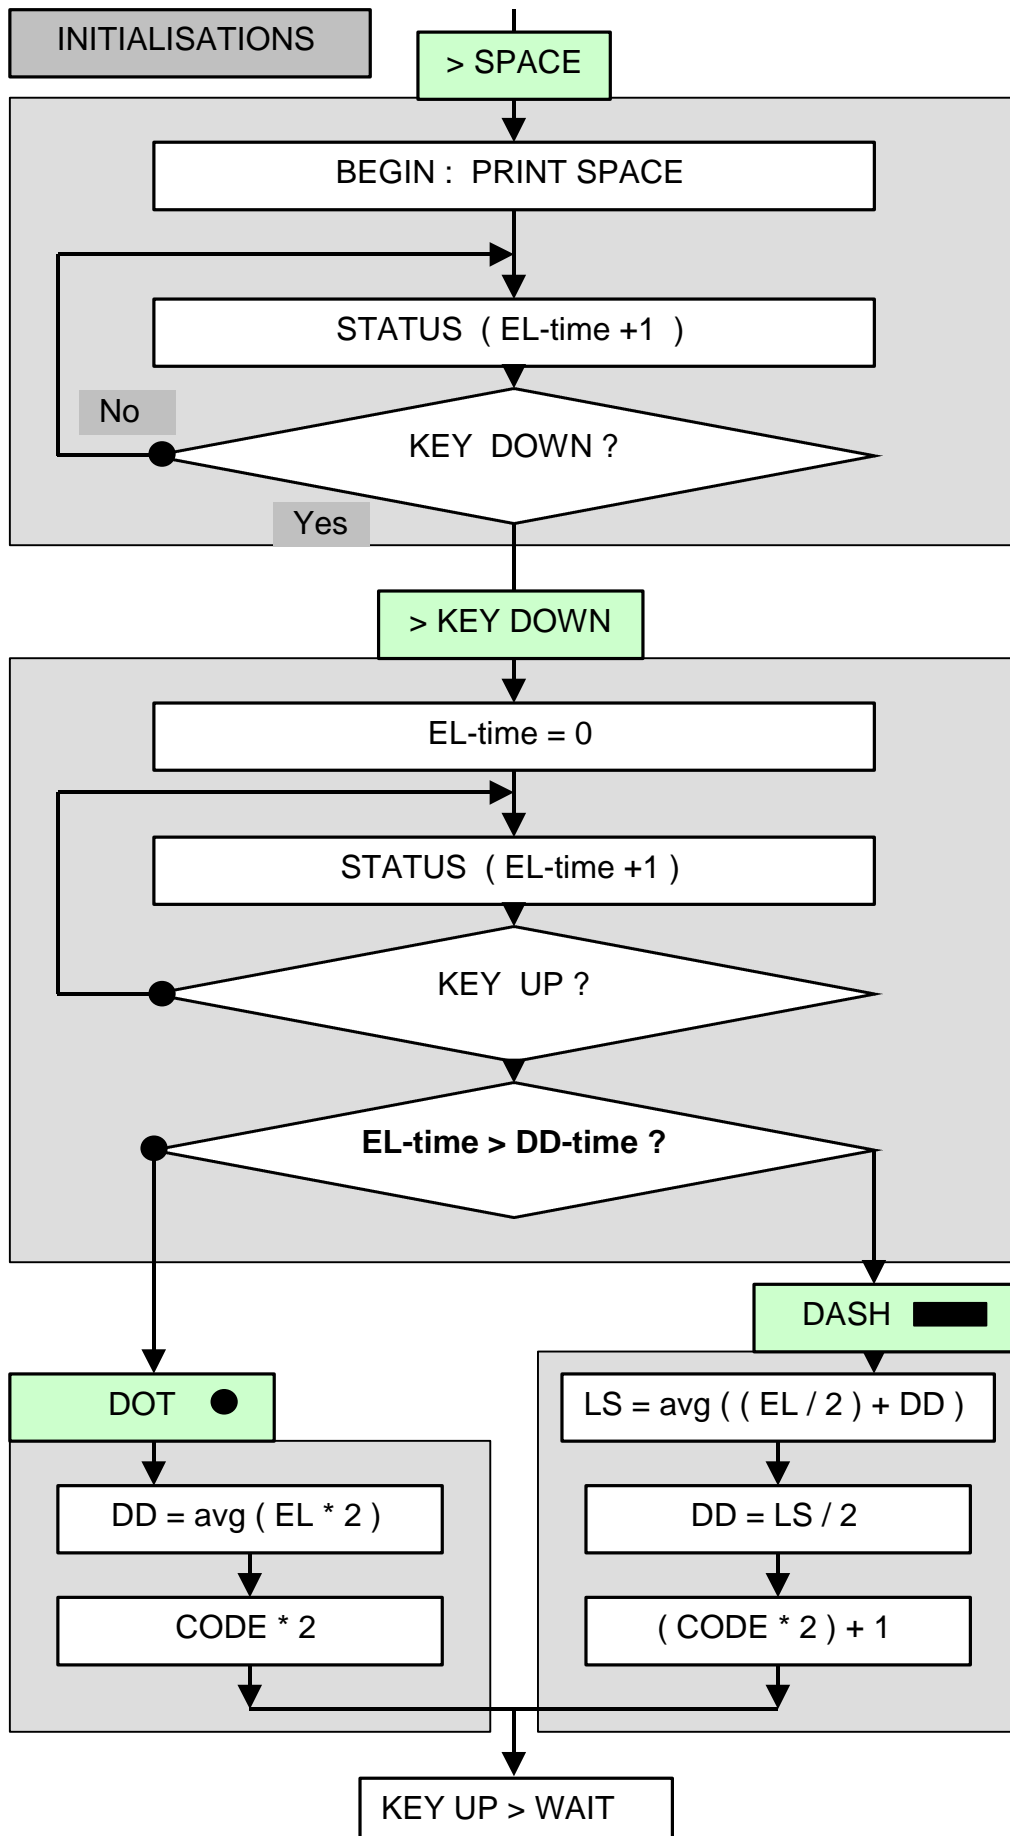 INITIALISATIONS
> SPACE
BEGIN : PRINT SPACE
STATUS ( EL-time +1 )
No
KEY DOWN ?
Yes
> KEY DOWN
EL-time = 0
STATUS ( EL-time +1 )
KEY UP ?
EL-time > DD-time ?
DASH
LS = avg ( ( EL / 2 ) + DD )
DOT
DD = avg ( EL * 2 )
DD = LS / 2
CODE * 2
( CODE * 2 ) + 1
KEY UP > WAIT